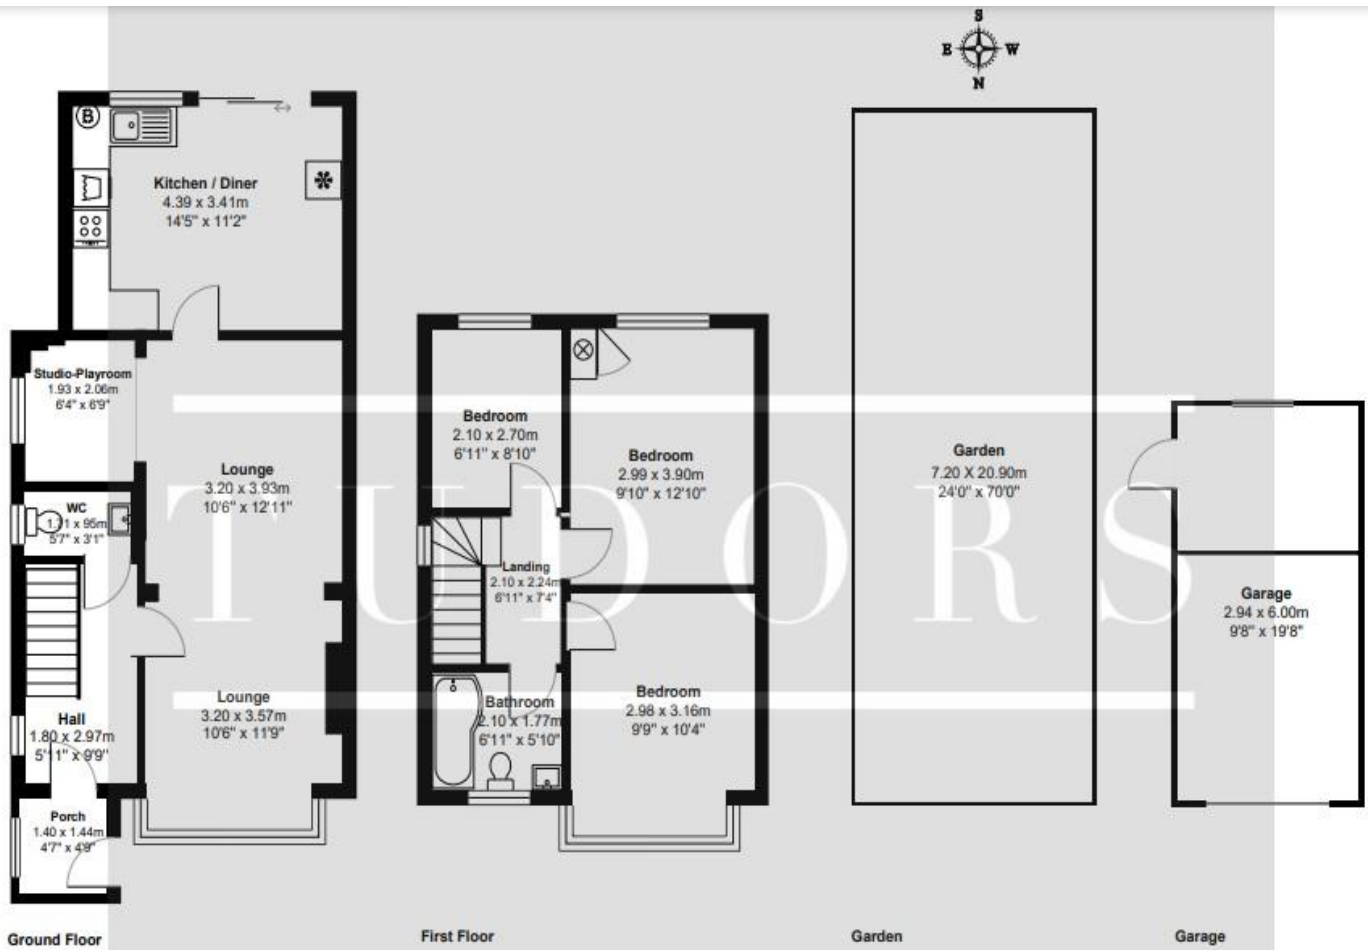 S
E W
N
B
Kitchen / Diner
4.39 x 3.41m
14'5" x 11'2"
Studio-Playroom
1.93 x 2.06m
6'4" x 6'9"
Lounge
3.20 x 3.93m
10'6" x 12'11"
WC
1.71 x 95m
5'7" x 3'1"
Lounge
3.20 x 3.57m
10'6" x 11'9"
Hall
1.80 x 2.97m
5'11" x 9'9"
Porch
1.40 x 1.44m
4'7" x 4'9"
Ground Floor
Bedroom
2.10 x 2.70m
6'11" x 8'10"
Bedroom
2.99 x 3.90m
9'10" x 12'10"
Landing
2.10 x 2.24m
6'11" x 7'4"
Bathroom
2.10 x 1.77m
6'11" x 5'10"
Bedroom
2.98 x 3.16m
9'9" x 10'4"
First Floor
Garden
7.20 X 20.90m
24'0" x 70'0"
Garden
Garage
2.94 x 6.00m
9'8" x 19'8"
Garage
TUDORS